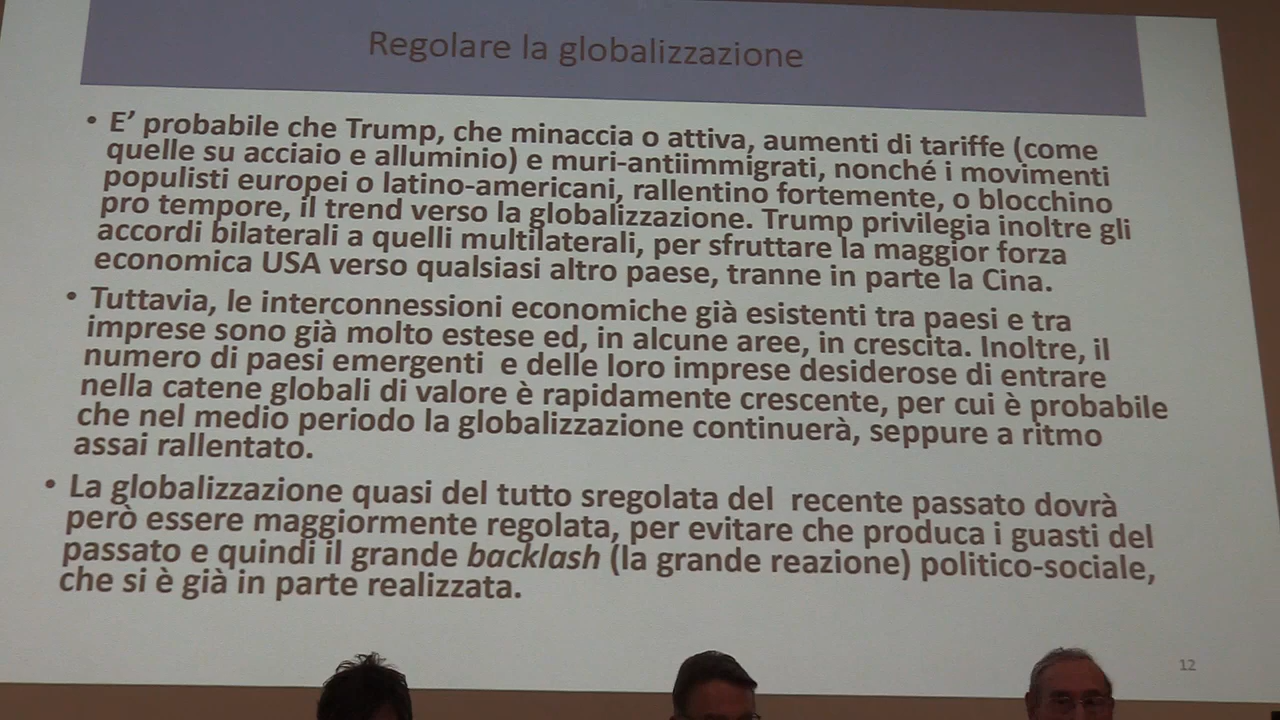 Regolare la globalizzazione
• E' probabile che Trump, che minaccia o attiva, aumenti di tariffe (come
quelle su acciaio e alluminio) e muri-antiimmigrati, nonché i movimenti
populisti europei o latino-americani, rallentino fortemente, o blocchino
pro tempore, il trend verso la globalizzazione. Trump privilegia inoltre gli
accordi bilaterali a quelli multilaterali, per sfruttare la maggior forza
economica USA verso qualsiasi altro paese, tranne in parte la Cina.
• Tuttavia, le interconnessioni economiche già esistenti tra paesi e tra
imprese sono già molto estese ed, in alcune aree, in crescita. Inoltre, il
numero di paesi emergenti e delle loro imprese desiderose di entrare
nella catene globali di valore è rapidamente crescente, per cui è probabile
che nel medio periodo la globalizzazione continuerà, seppure a ritmo
assai rallentato.
• La globalizzazione quasi del tutto sregolata del recente passato dovrà
però essere maggiormente regolata, per evitare che produca i guasti del
passato e quindi il grande backlash (la grande reazione) politico-sociale,
che si è già in parte realizzata.
12